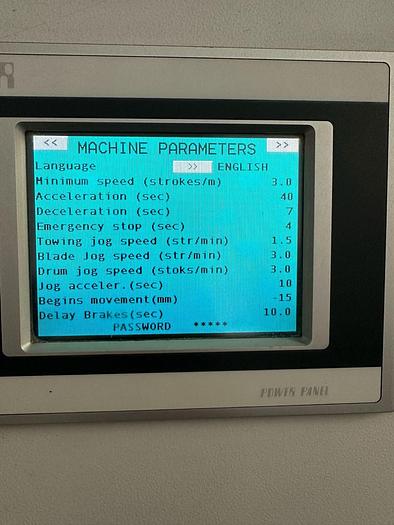 R
<< MACHINE PARAMETERS >>
Language >> ENGLISH
Minimum speed (strokes/m) 3.0
Acceleration (sec) 40
Deceleration (sec) 7
Emergency stop (sec) 4
Towing jog speed (str/min) 1.5
Blade Jog speed (str/min) 3.0
Drum jog speed (stoks/min) 3.0
Jog acceler.(sec) 10
Begins movement(mm) -15
Delay Brakes(sec) 10.0
PASSWORD *****
POWER PANEL